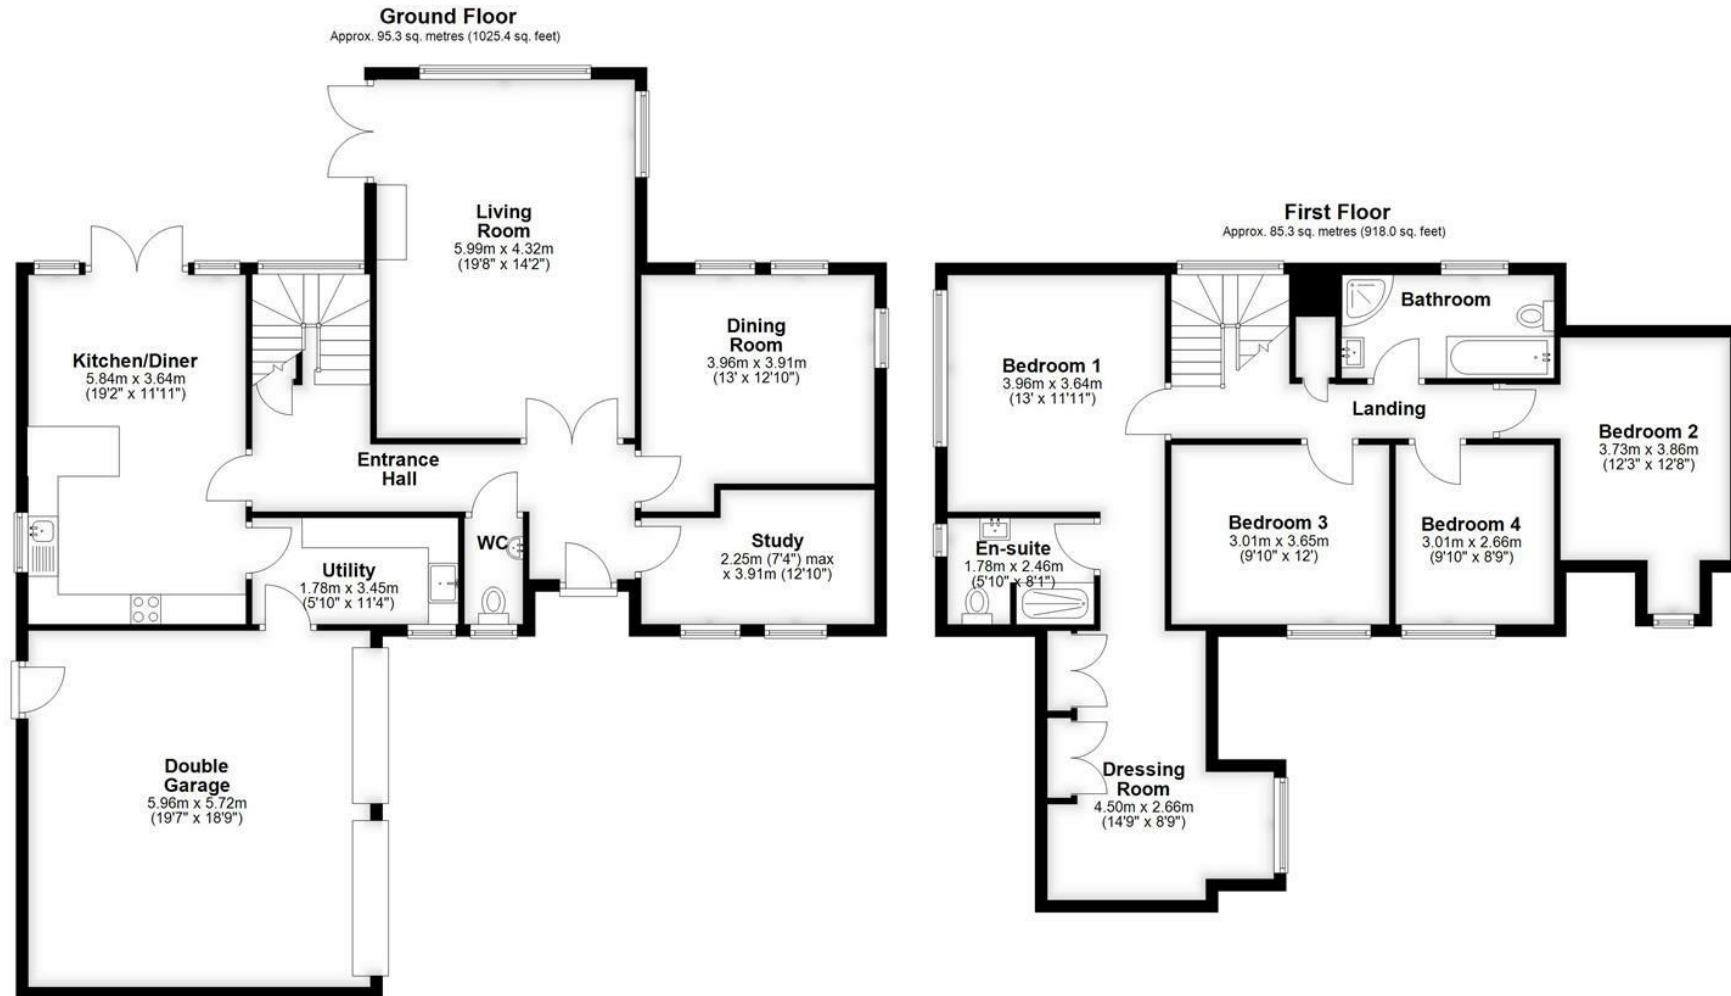 Ground Floor
Approx. 95.3 sq. metres (1025.4 sq. feet)
Living
Room
5.99m x 4.32m
(19'8" x 14'2")
Dining
Room
3.96m x 3.91m
(13' x 12'10")
Kitchen/Diner
5.84m x 3.64m
(19'2" x 11'11")
Entrance
Hall
WC
Study
2.25m (7'4") max
x 3.91m (12'10")
Utility
1.78m x 3.45m
(5'10" x 11'4")
Double
Garage
5.96m x 5.72m
(19'7" x 18'9")
First Floor
Approx. 85.3 sq. metres (918.0 sq. feet)
Bathroom
Bedroom 1
3.96m x 3.64m
(13' x 11'11")
Landing
Bedroom 2
3.73m x 3.86m
(12'3" x 12'8")
Bedroom 3
3.01m x 3.65m
(9'10" x 12')
Bedroom 4
3.01m x 2.66m
(9'10" x 8'9")
En-suite
1.78m x 2.46m
(5'10" x 8'1")
Dressing
Room
4.50m x 2.66m
(14'9" x 8'9")